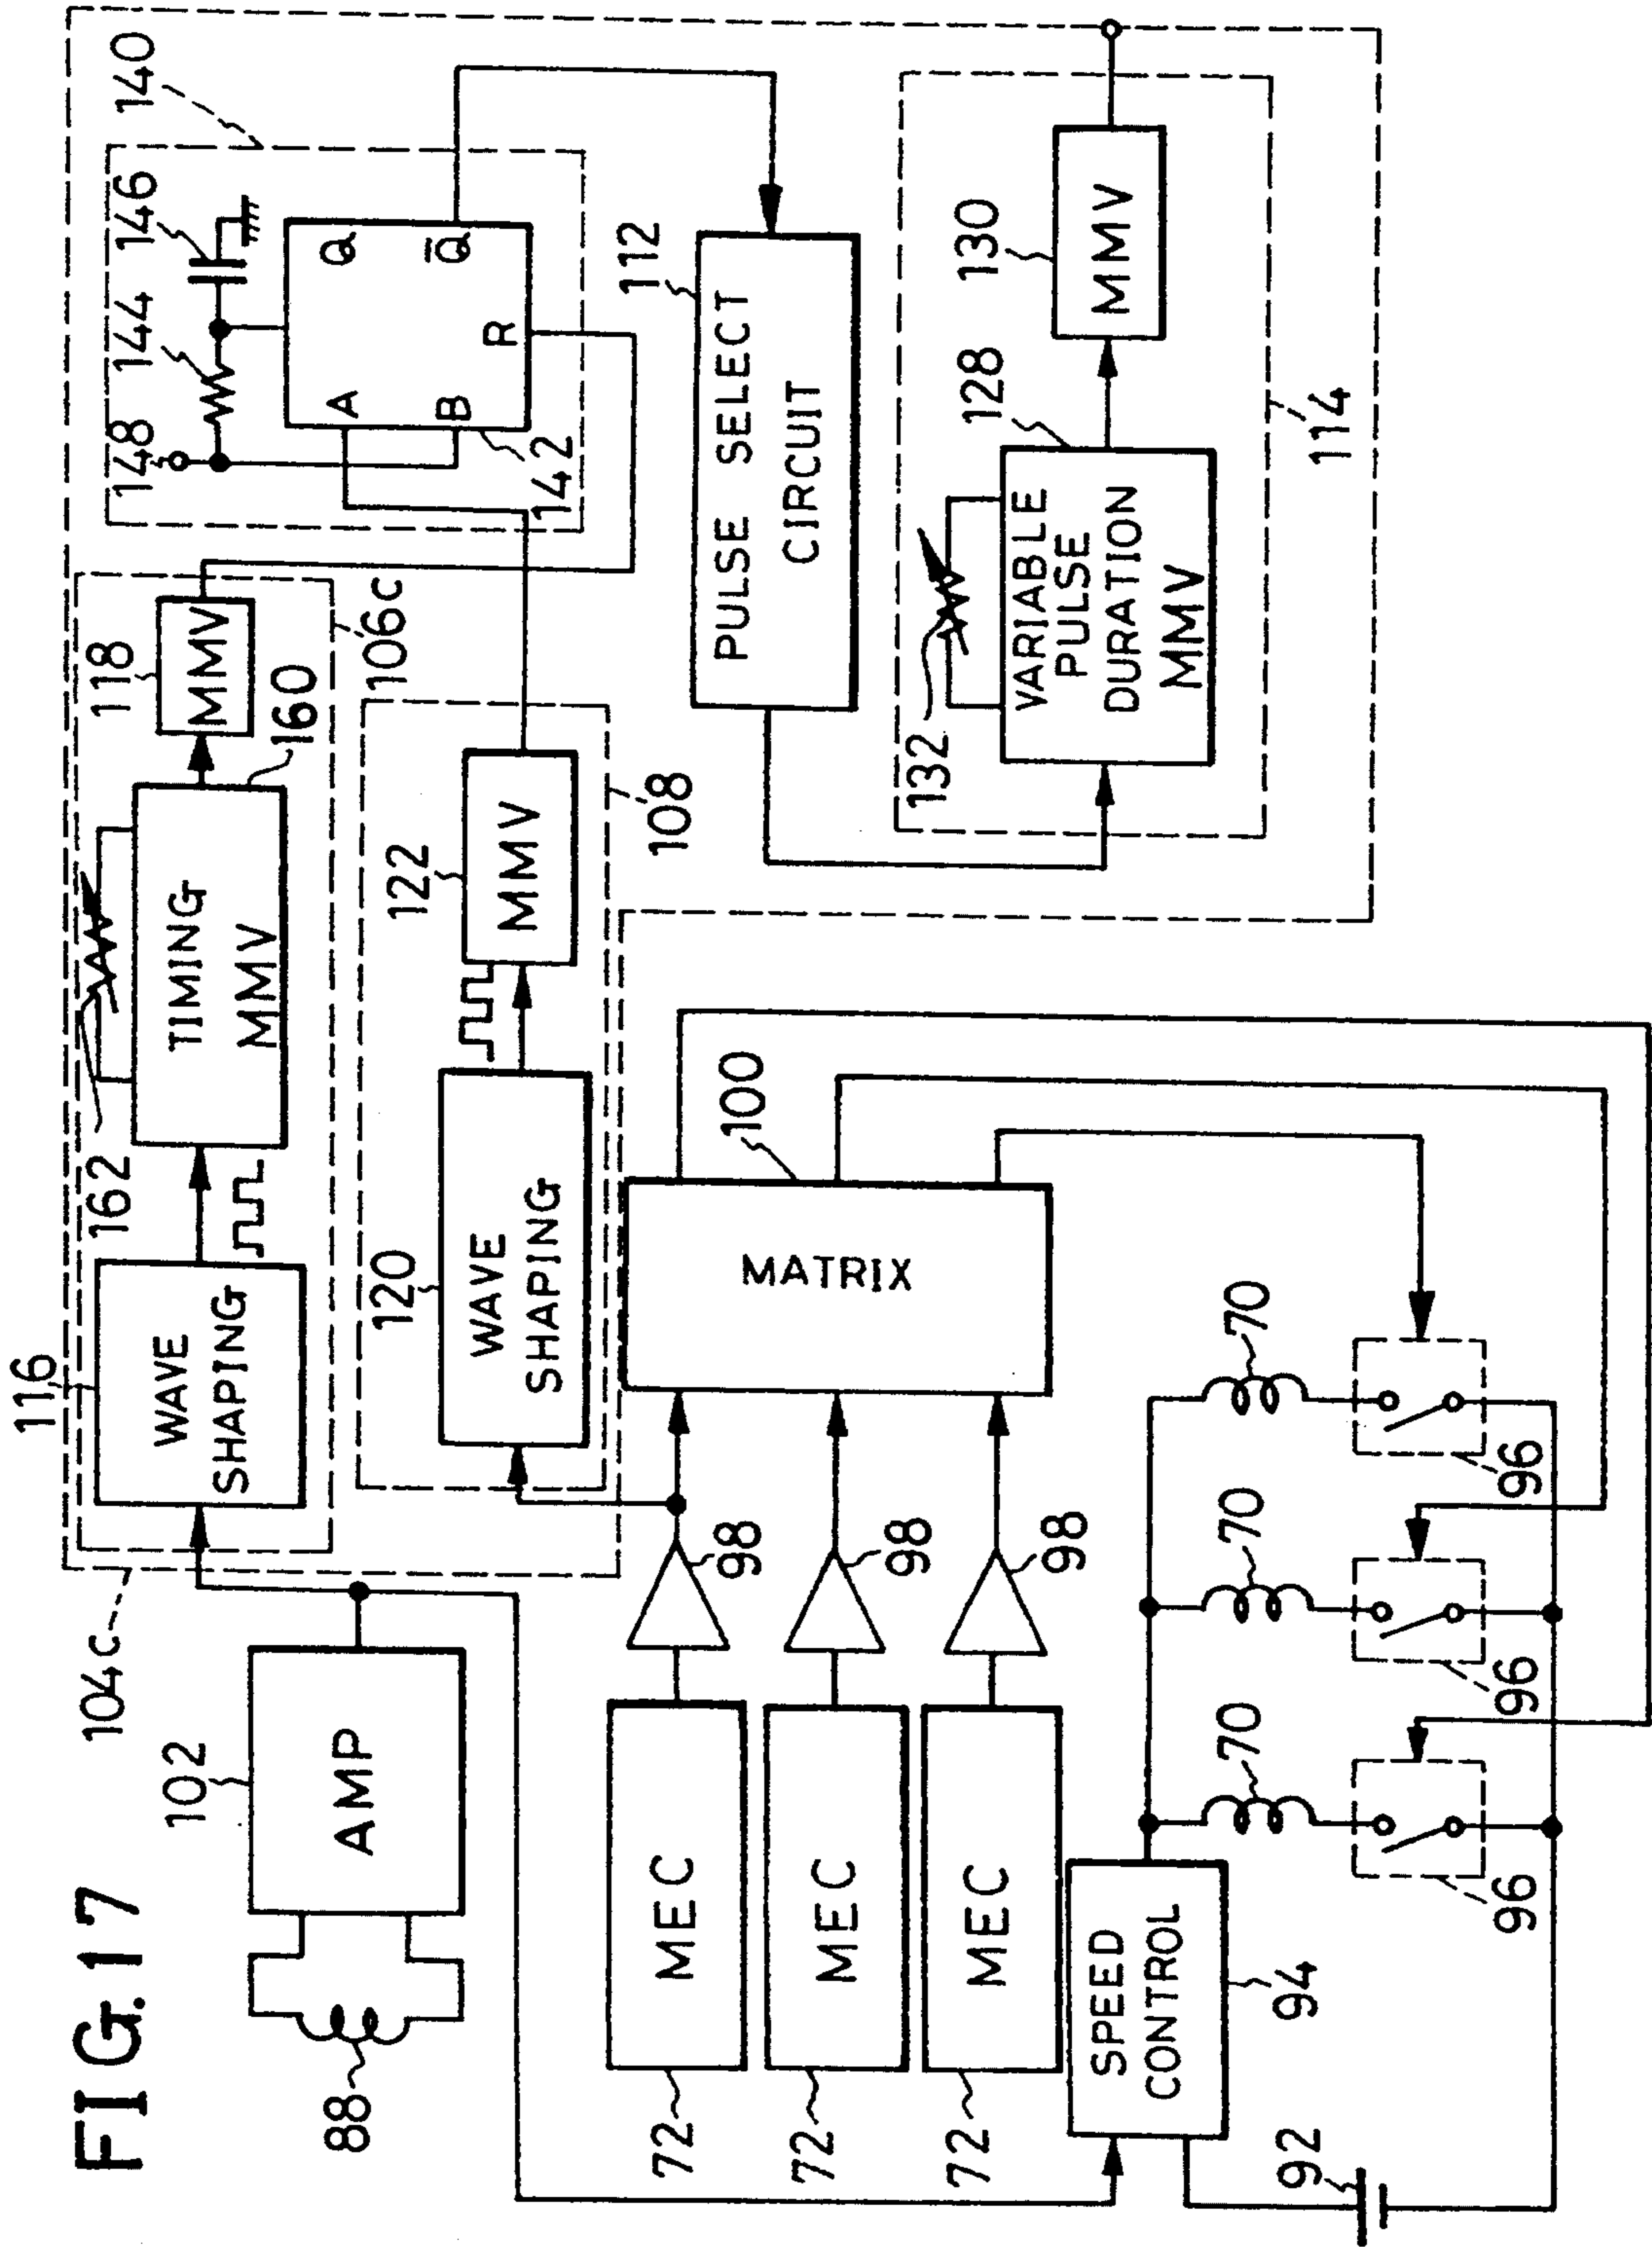 FIG.17
88
102
AMP
104c
116
WAVE
SHAPING
162
TIMING
MMV
160
118
MMV
106c
148
144
146
140
A
B
Q
Q̅
R
142
120
WAVE
SHAPING
122
MMV
108
112
PULSE SELECT
CIRCUIT
132
VARIABLE
PULSE
DURATION
MMV
128
130
MMV
114
72
MEC
98
72
MEC
98
72
MEC
98
100
MATRIX
SPEED
CONTROL
94
92
70
70
70
96
96
96